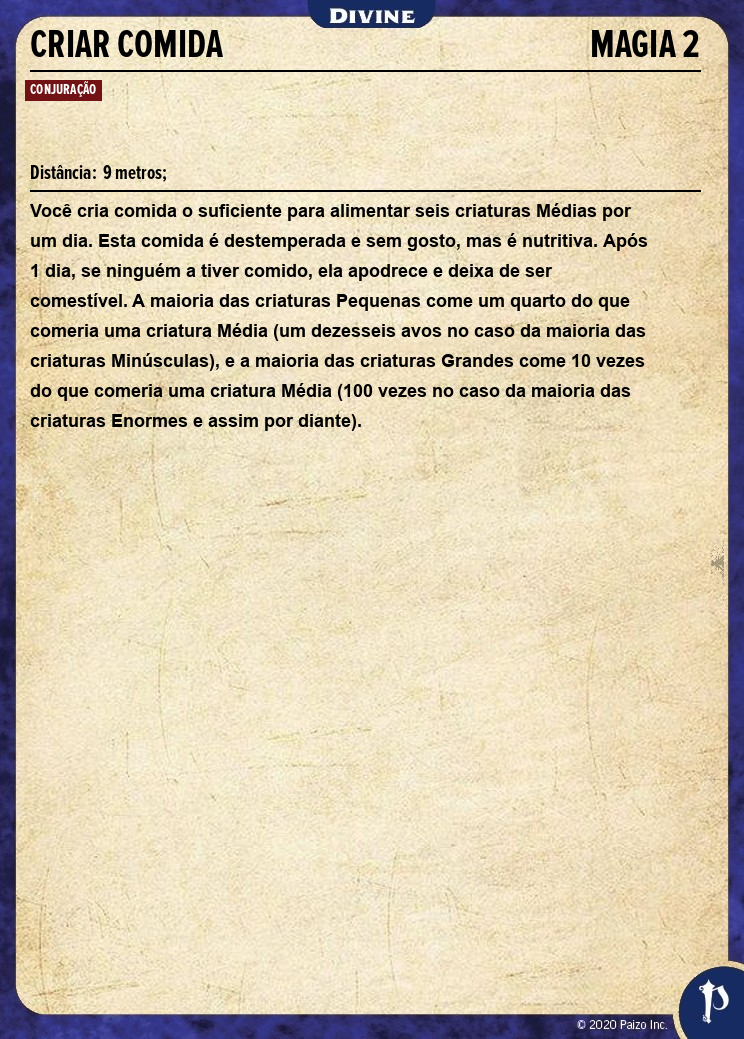 DIVINE
CRIAR COMIDA MAGIA 2
CONJURAÇÃO
Distância: 9 metros;
Você cria comida o suficiente para alimentar seis criaturas Médias por
um dia. Esta comida é destemperada e sem gosto, mas é nutritiva. Após
1 dia, se ninguém a tiver comido, ela apodrece e deixa de ser
comestível. A maioria das criaturas Pequenas come um quarto do que
comeria uma criatura Média (um dezesseis avos no caso da maioria das
criaturas Minúsculas), e a maioria das criaturas Grandes come 10 vezes
do que comeria uma criatura Média (100 vezes no caso da maioria das
criaturas Enormes e assim por diante).
© 2020 Paizo Inc.
P